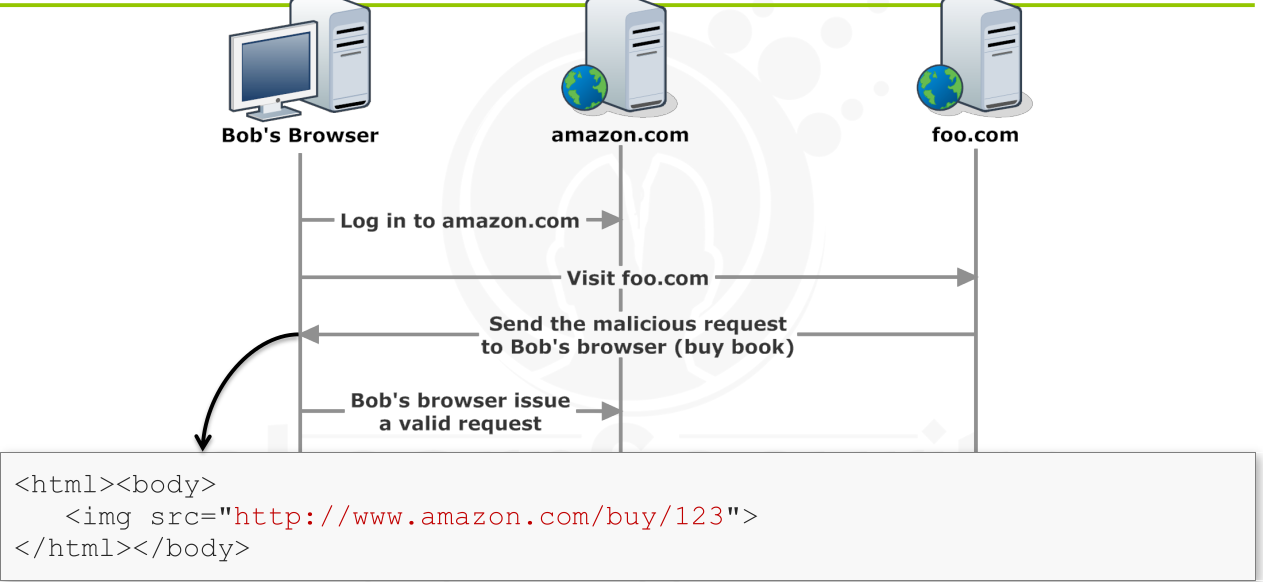 Bob's Browser
amazon.com
foo.com
Log in to amazon.com
Visit foo.com
Send the malicious request
to Bob's browser (buy book)
Bob's browser issue
a valid request
<html><body>
<img src="http://www.amazon.com/buy/123">
</html></body>